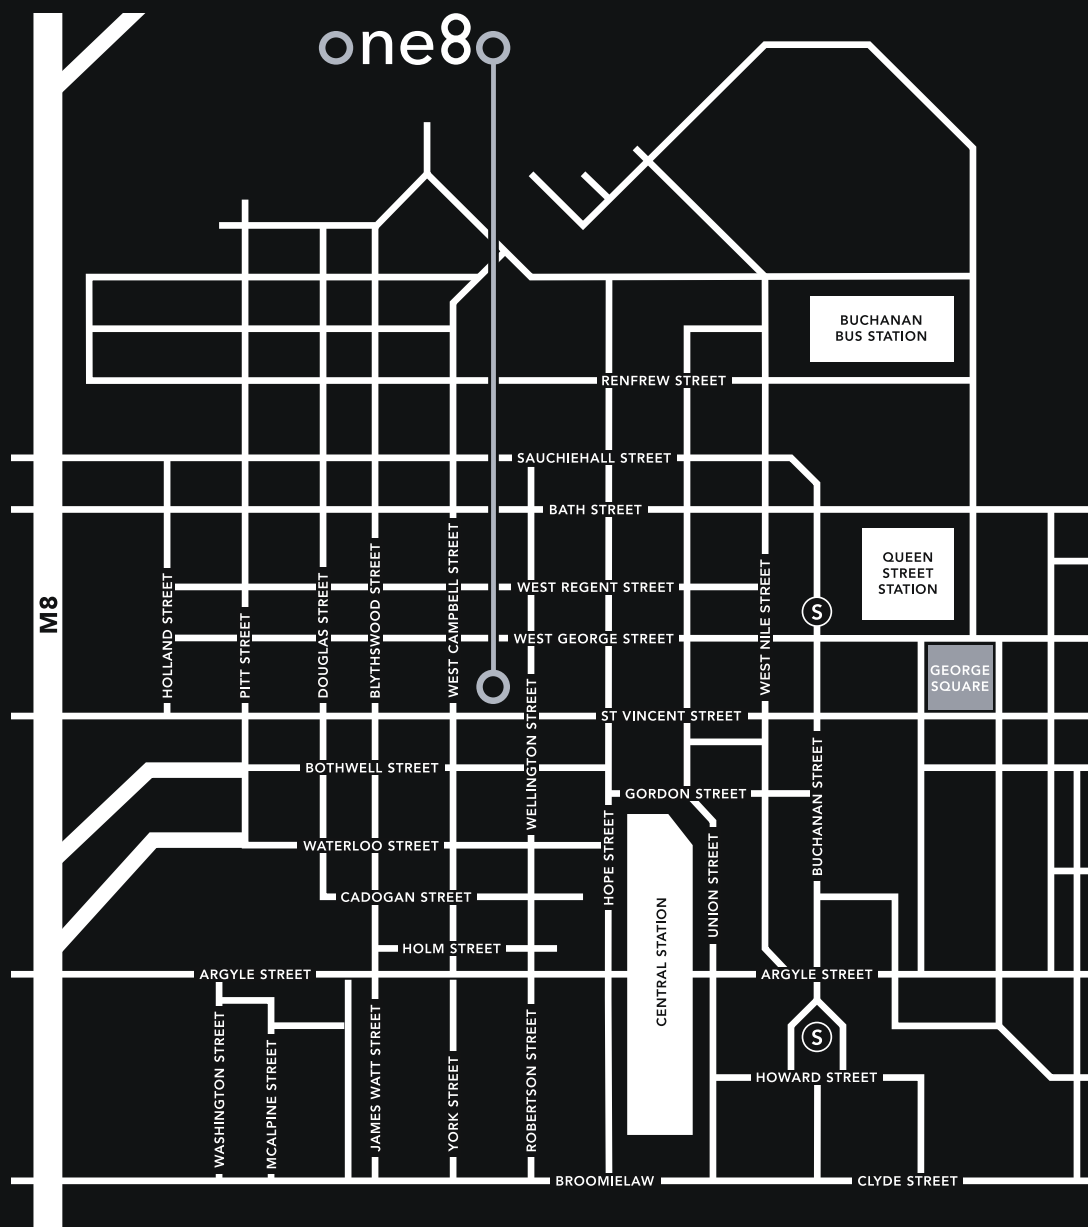 One8O
BUCHANAN
BUS STATION
RENFREW STREET
SAUCHIEHALL STREET
BATH STREET
QUEEN
STREET
STATION
WEST REGENT STREET
S
WEST GEORGE STREET
M8
HOLLAND STREET
PITT STREET
DOUGLAS STREET
BLYTHSWOOD STREET
WEST CAMPBELL STREET
WELLINGTON STREET
WEST NILE STREET
GEORGE
SQUARE
ST VINCENT STREET
BOTHWELL STREET
GORDON STREET
BUCHANAN STREET
WATERLOO STREET
HOPE STREET
UNION STREET
CADOGAN STREET
HOLM STREET
CENTRAL STATION
ARGYLE STREET
ARGYLE STREET
S
WASHINGTON STREET
MCALPINE STREET
JAMES WATT STREET
YORK STREET
ROBERTSON STREET
HOWARD STREET
BROOMIELAW
CLYDE STREET